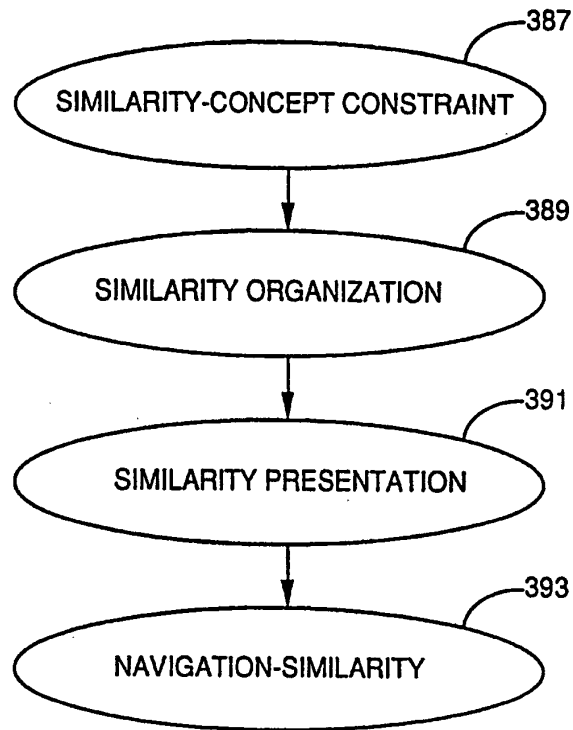 387
SIMILARITY-CONCEPT CONSTRAINT
389
SIMILARITY ORGANIZATION
391
SIMILARITY PRESENTATION
393
NAVIGATION-SIMILARITY